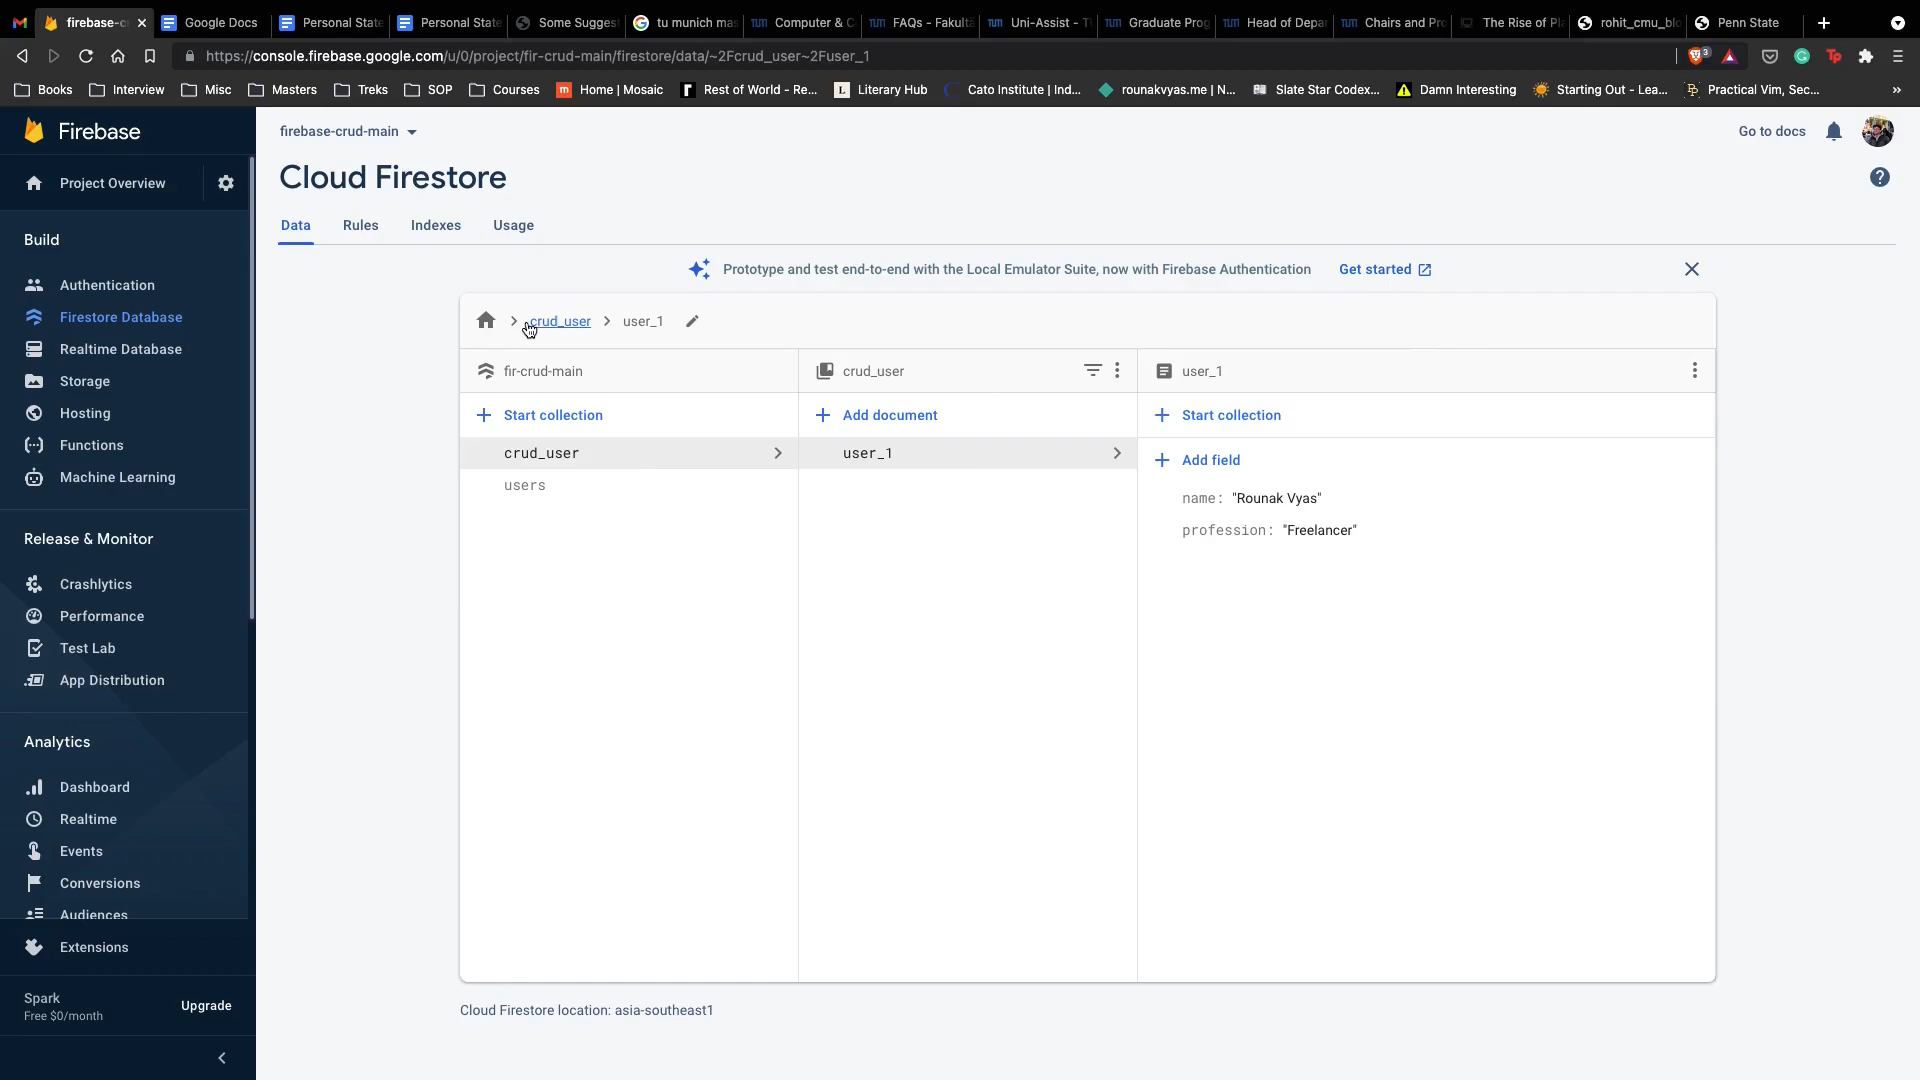 firebase-c
Google Docs
Personal State
Personal State
Some Sugges
tu munich mas
Computer & C
FAQs - Fakult
Uni-Assist - T
Graduate Prog
Head of Depar
Chairs and Pro
The Rise of Pl
rohit_cmu_blo
Penn State
https://console.firebase.google.com/u/0/project/fir-crud-main/firestore/data/~2Fcrud_user~2Fuser_1
3
Tp
Books
Interview
Misc
Masters
Treks
SOP
Courses
Home | Mosaic
Rest of World - Re...
Literary Hub
Cato Institute | Ind...
rounakvyas.me | N...
Slate Star Codex...
Damn Interesting
Starting Out - Lea...
Practical Vim, Sec...
»
Firebase
firebase-crud-main
Go to docs
Project Overview
Cloud Firestore
Data
Rules
Indexes
Usage
Build
Authentication
Firestore Database
Realtime Database
Storage
Hosting
Functions
Machine Learning
Release & Monitor
Crashlytics
Performance
Test Lab
App Distribution
Analytics
Dashboard
Realtime
Events
Conversions
Audiences
Extensions
Spark
Free $0/month
Upgrade
Prototype and test end-to-end with the Local Emulator Suite, now with Firebase Authentication
Get started
crud_user
user_1
fir-crud-main
Start collection
crud_user
users
crud_user
Add document
user_1
user_1
Start collection
Add field
name: "Rounak Vyas"
profession: "Freelancer"
Cloud Firestore location: asia-southeast1